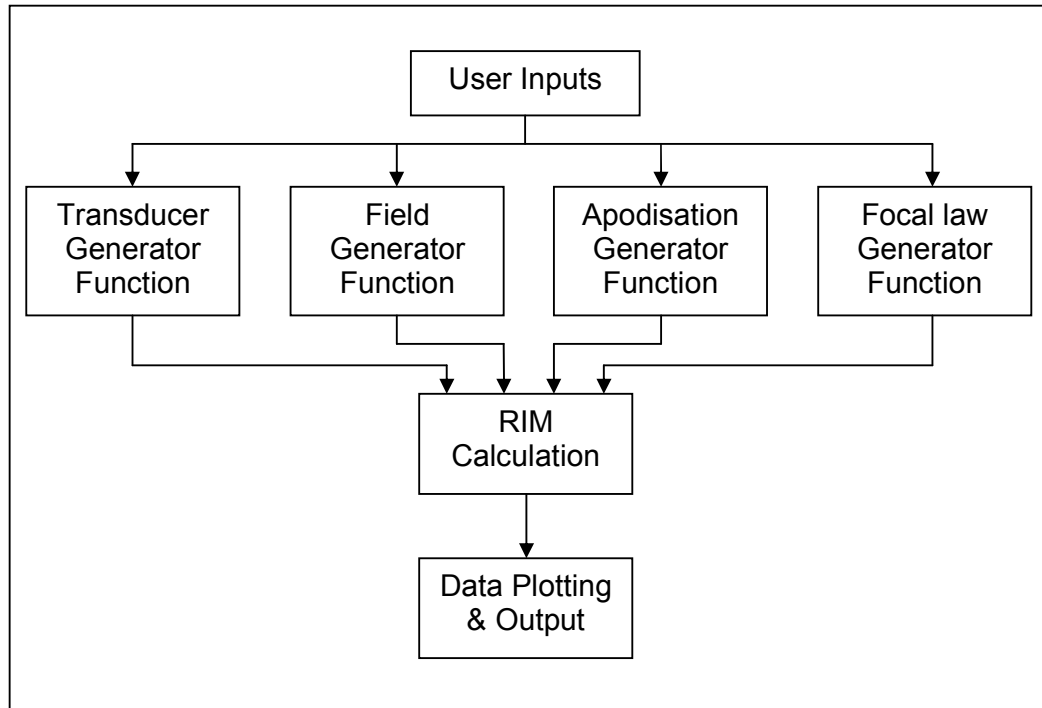 User Inputs
Transducer
Generator
Function
Field
Generator
Function
Apodisation
Generator
Function
Focal law
Generator
Function
RIM
Calculation
Data Plotting
& Output